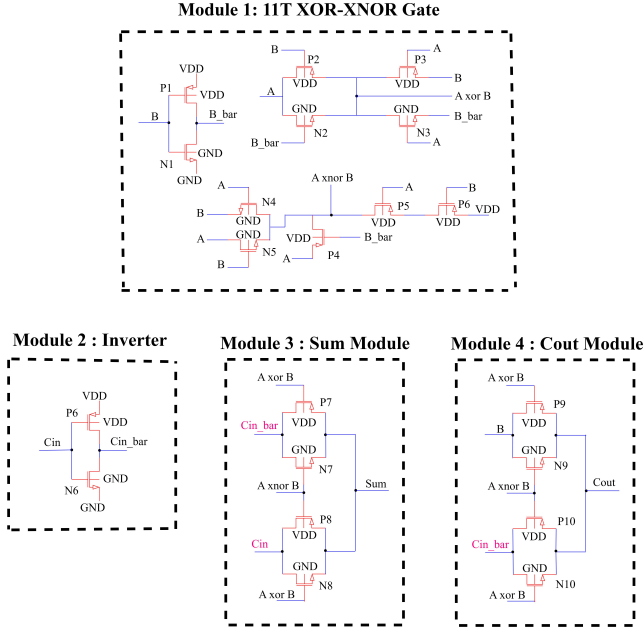 Module 1: 11T XOR-XNOR Gate
B
P2
P3
A
VDD
P1
VDD
VDD
VDD
B
A
A xor B
B
B_bar
GND
GND
B_bar
GND
N1
B_bar
N2
N3
A
GND
A xnor B
A
N4
A
B
P5
P6
B
GND
VDD
VDD
VDD
GND
A
VDD
B_bar
N5
P4
B
A
Module 2 : Inverter
Module 3 : Sum Module
Module 4 : Cout Module
VDD
P6
VDD
Cin
Cin_bar
GND
N6
GND
A xor B
P7
VDD
Cin_bar
GND
N7
A xnor B
Sum
P8
Cin
VDD
GND
N8
A xor B
A xor B
P9
VDD
B
GND
N9
A xnor B
Cout
P10
Cin_bar
VDD
GND
N10
A xor B